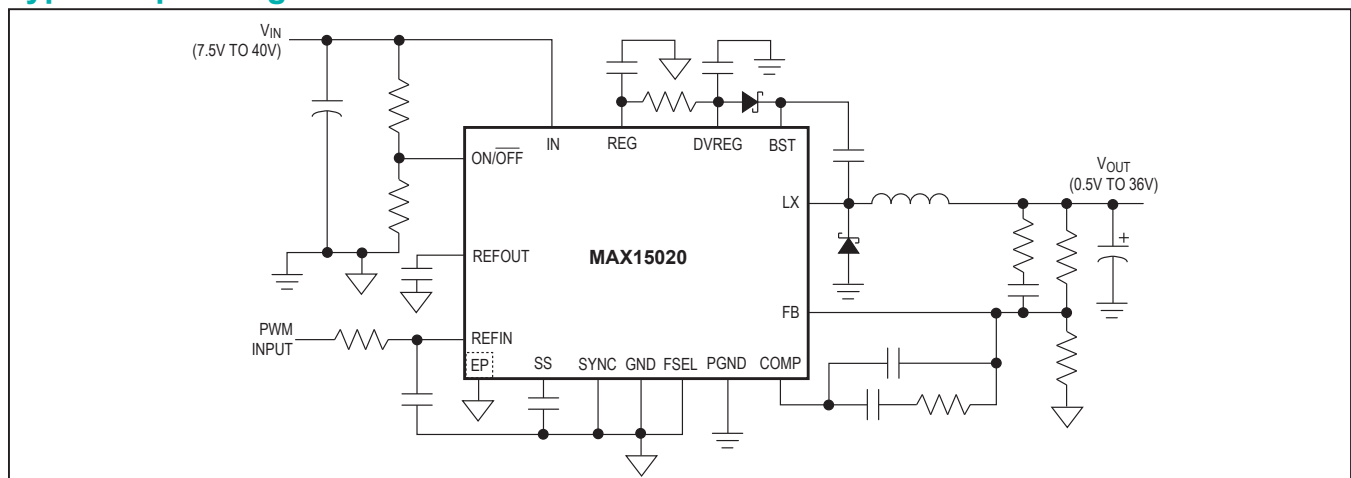 VIN
(7.5V TO 40V)
IN
REG
DVREG
BST
ON/OFF
LX
VOUT
(0.5V TO 36V)
+
REFOUT
MAX15020
FB
PWM
INPUT
REFIN
EP
SS
SYNC
GND
FSEL
PGND
COMP